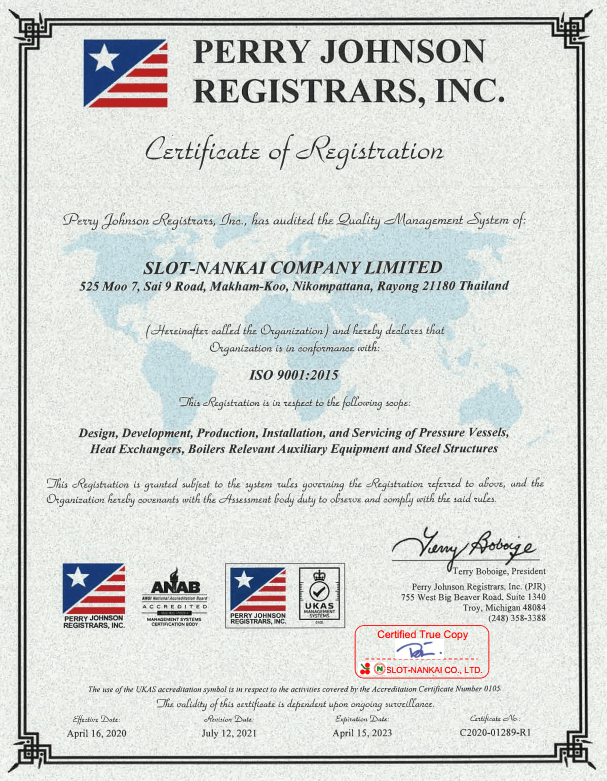 PERRY JOHNSON
REGISTRARS, INC.
Certificate of Registration
Perry Johnson Registrars, Inc., has audited the Quality Management System of:
SLOT-NANKAI COMPANY LIMITED
525 Moo 7, Sai 9 Road, Makham-Koo, Nikompattana, Rayong 21180 Thailand
(Hereinafter called the Organization) and hereby declares that
Organization is in conformance with:
ISO 9001:2015
This Registration is in respect to the following scope:
Design, Development, Production, Installation, and Servicing of Pressure Vessels,
Heat Exchangers, Boilers Relevant Auxiliary Equipment and Steel Structures
This Registration is granted subject to the system rules governing the Registration referred to above, and the
Organization hereby covenants with the Assessment body duty to observe and comply with the said rules.
Terry Boboige
Terry Boboige, President
Perry Johnson Registrars, Inc. (PJR)
755 West Big Beaver Road, Suite 1340
Troy, Michigan 48084
(248) 358-3388
PERRY JOHNSON
REGISTRARS, INC.
ANAB
ANSI National Accreditation Board
ACCREDITED
MANAGEMENT SYSTEMS
CERTIFICATION BODY
PERRY JOHNSON
REGISTRARS, INC.
UKAS
MANAGEMENT
SYSTEMS
Certified True Copy
SLOT-NANKAI CO., LTD.
The use of the UKAS accreditation symbol is in respect to the activities covered by the Accreditation Certificate Number 0105.
The validity of this certificate is dependent upon ongoing surveillance.
Effective Date: Revision Date: Expiration Date: Certificate No.:
April 16, 2020 July 12, 2021 April 15, 2023 C2020-01289-R1